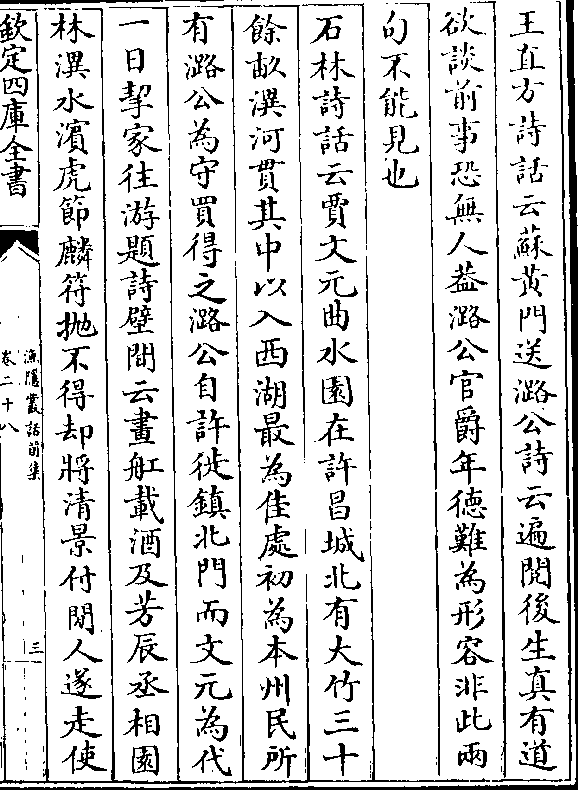 王直方詩話云蘇黃門送潞公詩云遍閱後生真有道
欲談前事恐無人蓋潞公官爵年德難為形容非此兩
句不能見也
石林詩話云賈文元曲水園在許昌城北有大竹三十
餘畝潩河貫其中以入西湖最為佳處初為本州民所
有潞公為守買得之潞公自許徙鎮北門而文元為代
一日挈家往游題詩壁間云畫舡載酒及芳辰丞相園
林潩水濱虎節麟符抛不得却將清景付閒人遂走使
欽定四庫全書
漁隱叢話前集
卷二十八
三